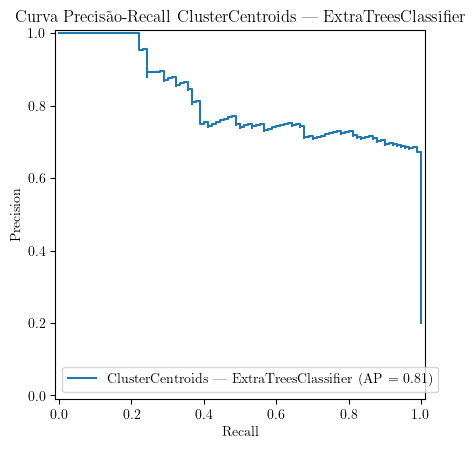 Curva Precisão-Recall ClusterCentroids — ExtraTreesClassifier
1.0
0.8
0.6
0.4
0.2
0.0
Precision
ClusterCentroids — ExtraTreesClassifier (AP = 0.81)
0.0 0.2 0.4 0.6 0.8 1.0
Recall